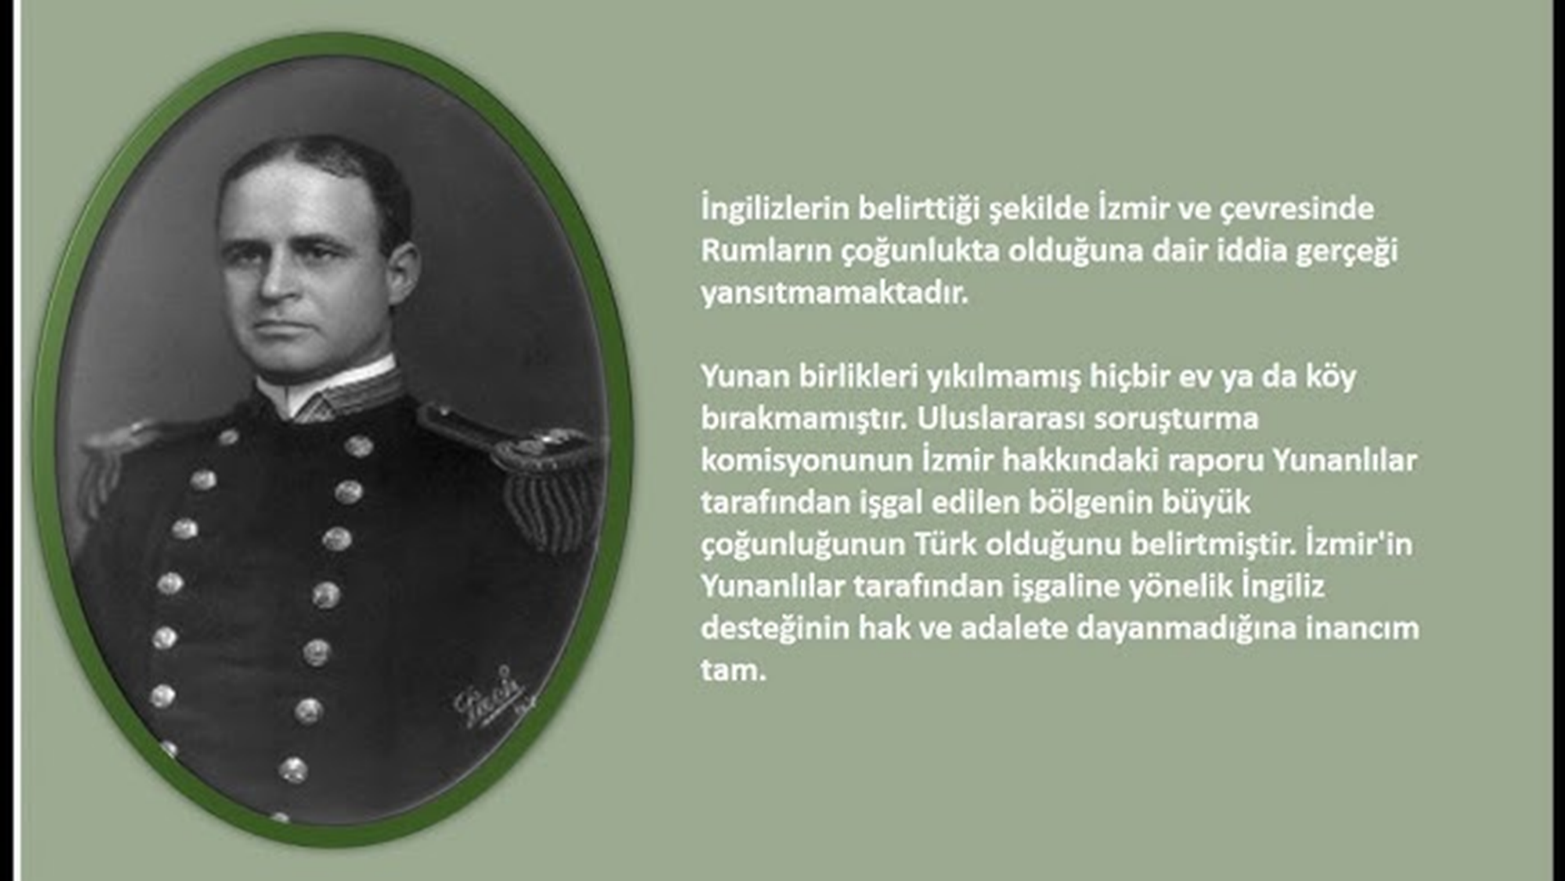 İngilizlerin belirttiği şekilde İzmir ve çevresinde
Rumların çoğunlukta olduğuna dair iddia gerçeği
yansıtmamaktadır.
Yunan birlikleri yıkılmamış hiçbir ev ya da köy
bırakmamıştır. Uluslararası soruşturma
komisyonunun İzmir hakkındaki raporu Yunanlılar
tarafından işgal edilen bölgenin büyük
çoğunluğunun Türk olduğunu belirtmiştir. İzmir'in
Yunanlılar tarafından işgaline yönelik İngiliz
desteğinin hak ve adalete dayanmadığına inancım
tam.